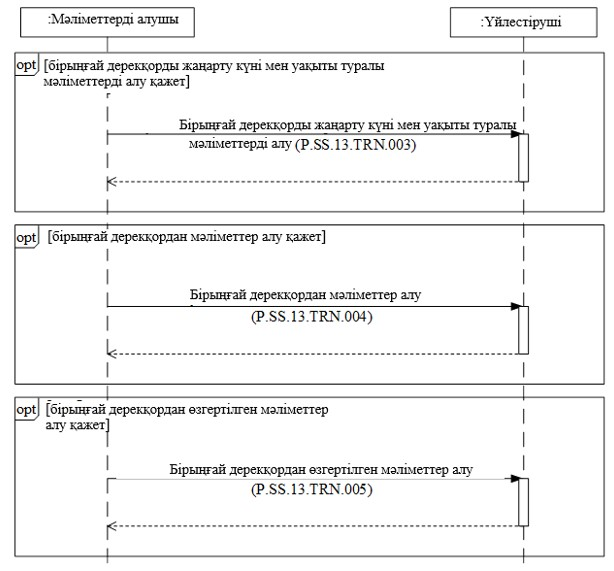 :Мәліметтерді алушы
:Үйлестіруші
opt
[бірыңғай дерекқорды жаңарту күні мен уақыты туралы
мәліметтерді алу қажет]
Бірыңғай дерекқорды жаңарту күні мен уақыты туралы
мәліметтерді алу (P.SS.13.TRN.003)
opt
[бірыңғай дерекқордан мәліметтер алу қажет]
Бірыңғай дерекқордан мәліметтер алу
(P.SS.13.TRN.004)
opt
[бірыңғай дерекқордан өзгертілген мәліметтер
алу қажет]
Бірыңғай дерекқордан өзгертілген мәліметтер алу
(P.SS.13.TRN.005)